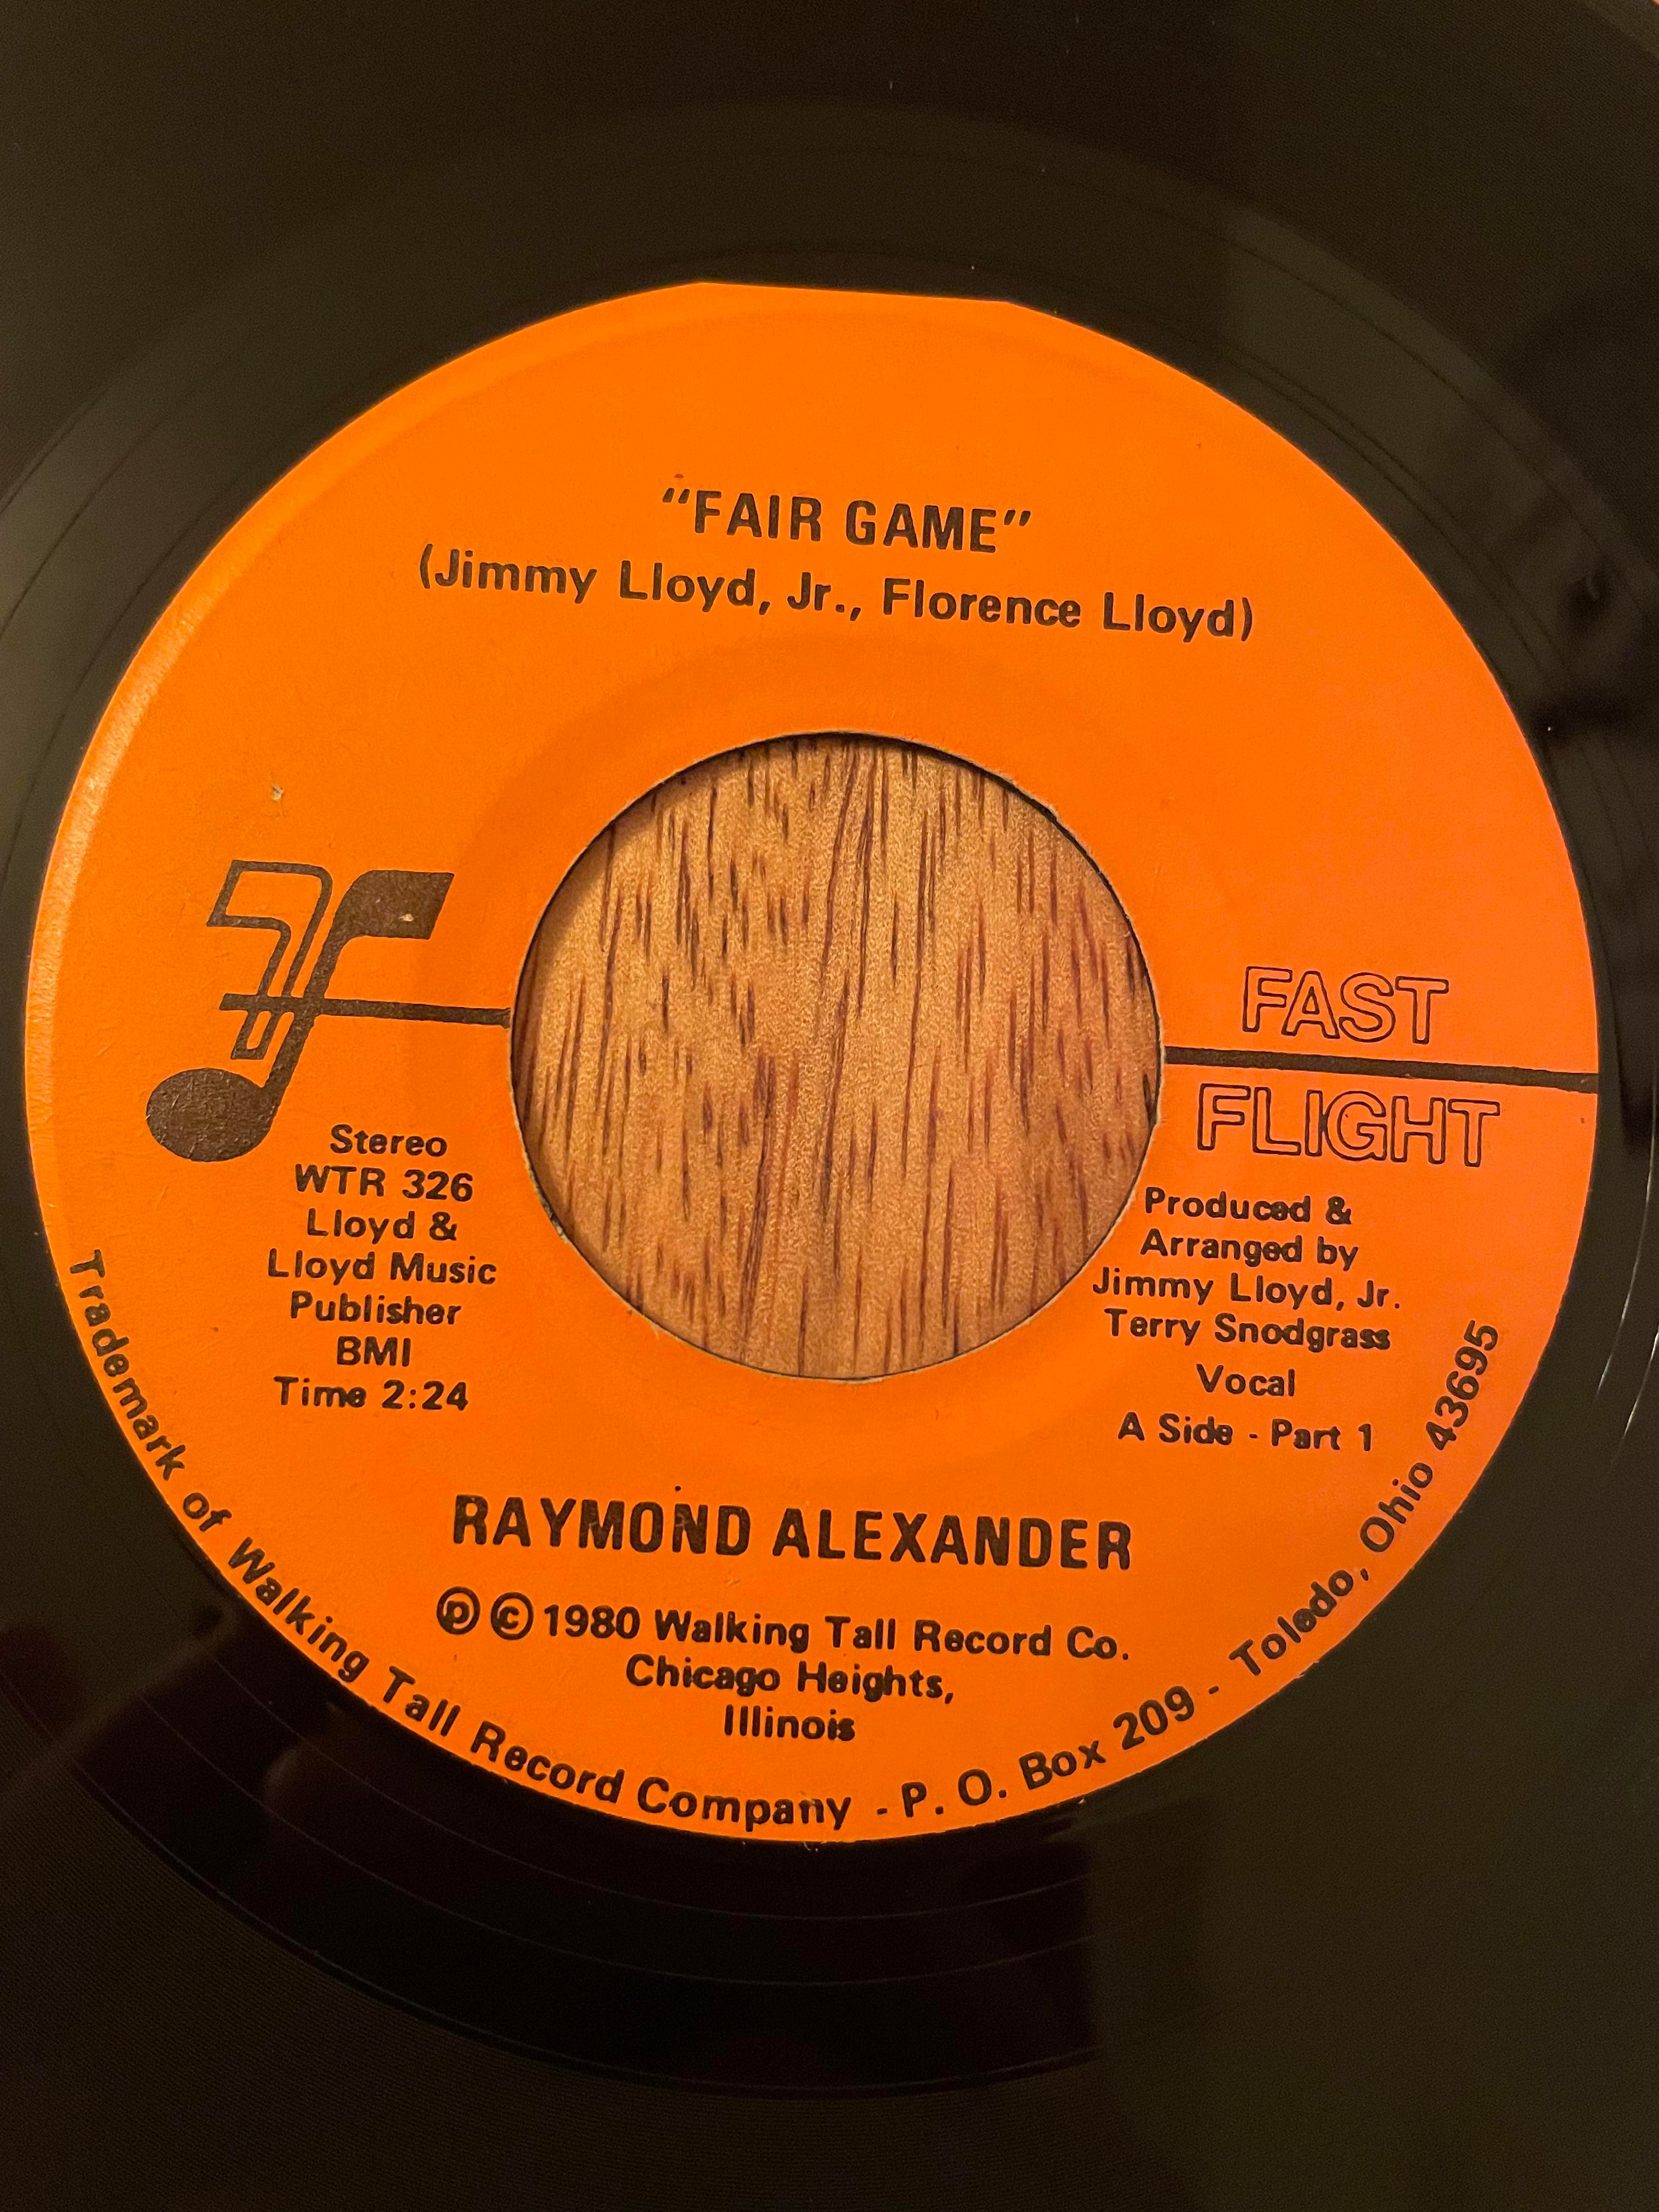 "FAIR GAME"
(Jimmy Lloyd, Jr., Florence Lloyd)
FAST
FLIGHT
Stereo
WTR 326
Lloyd &
Lloyd Music
Publisher
BMI
Time 2:24
Produced &
Arranged by
Jimmy Lloyd, Jr.
Terry Snodgrass
Vocal
A Side - Part 1
RAYMOND ALEXANDER
℗ © 1980 Walking Tall Record Co.
Chicago Heights,
Illinois
Trademark of Walking Tall Record Company - P. O. Box 209 - Toledo, Ohio 43695